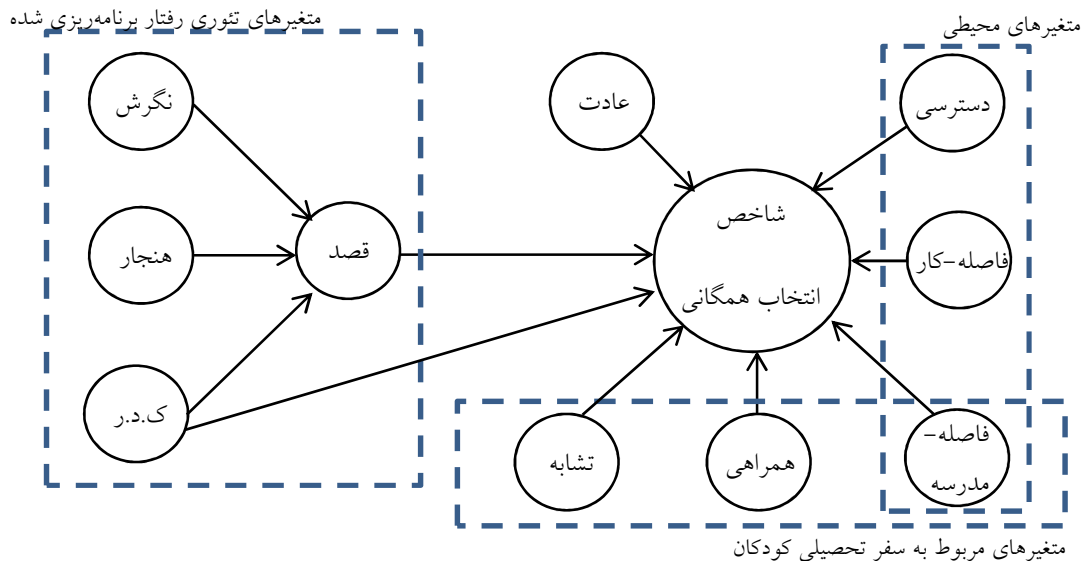 متغیرهای محیطی
متغیرهای تئوری رفتار برنامه‌ریزی شده
دسترسی
عادت
نگرش
شاخص
انتخاب همگانی
فاصله-کار
قصد
هنجار
ک.د.ر
فاصله-
مدرسه
همراهی
تشابه
متغیرهای مربوط به سفر تحصیلی کودکان